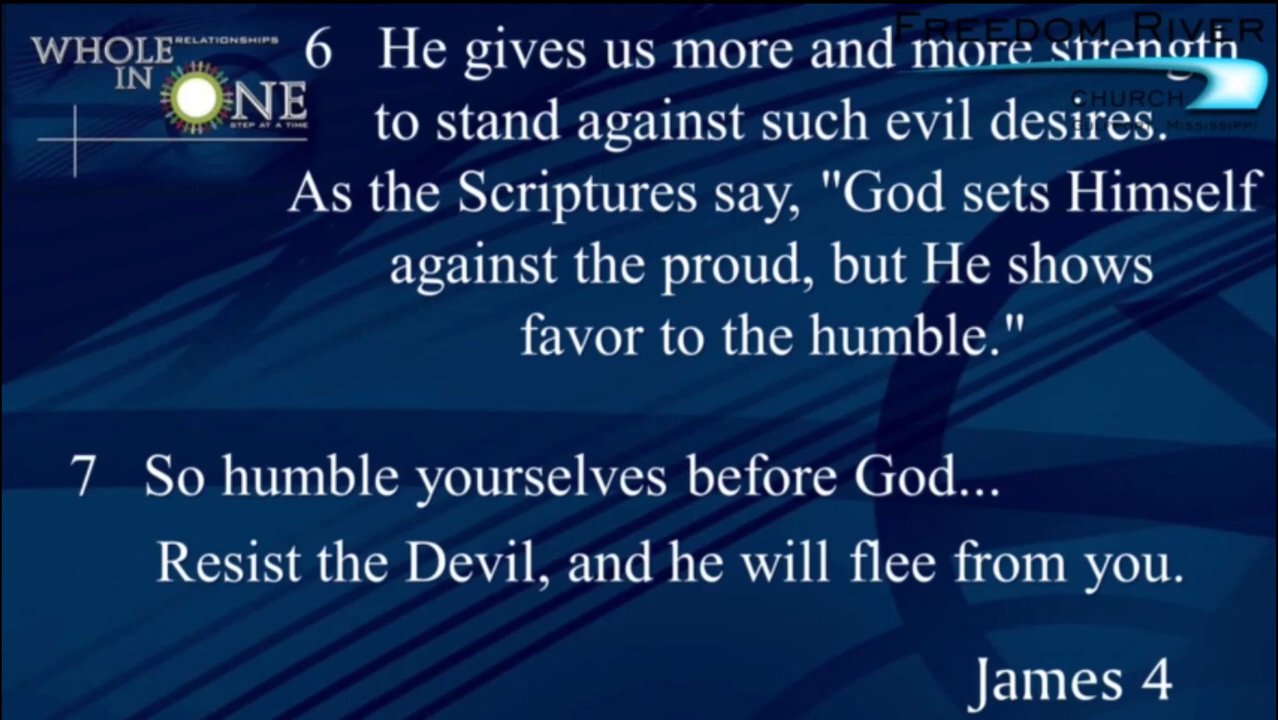 WHOLE RELATIONSHIPS
IN ONE
STEP AT A TIME
FREEDOM RIVER
CHURCH
MISSISSIPPI
6 He gives us more and more strength
to stand against such evil desires.
As the Scriptures say, "God sets Himself
against the proud, but He shows
favor to the humble."
7 So humble yourselves before God...
Resist the Devil, and he will flee from you.
James 4